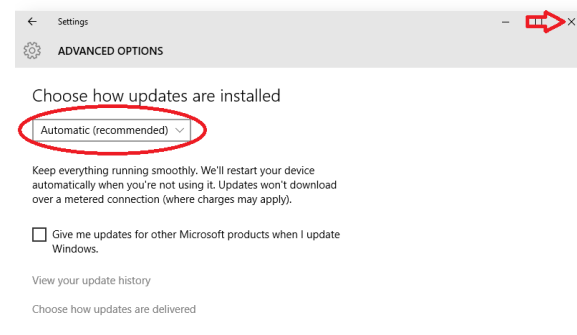 Settings
ADVANCED OPTIONS
Choose how updates are installed
Automatic (recommended)
Keep everything running smoothly. We'll restart your device
automatically when you're not using it. Updates won't download
over a metered connection (where charges may apply).
Give me updates for other Microsoft products when I update
Windows.
View your update history
Choose how updates are delivered